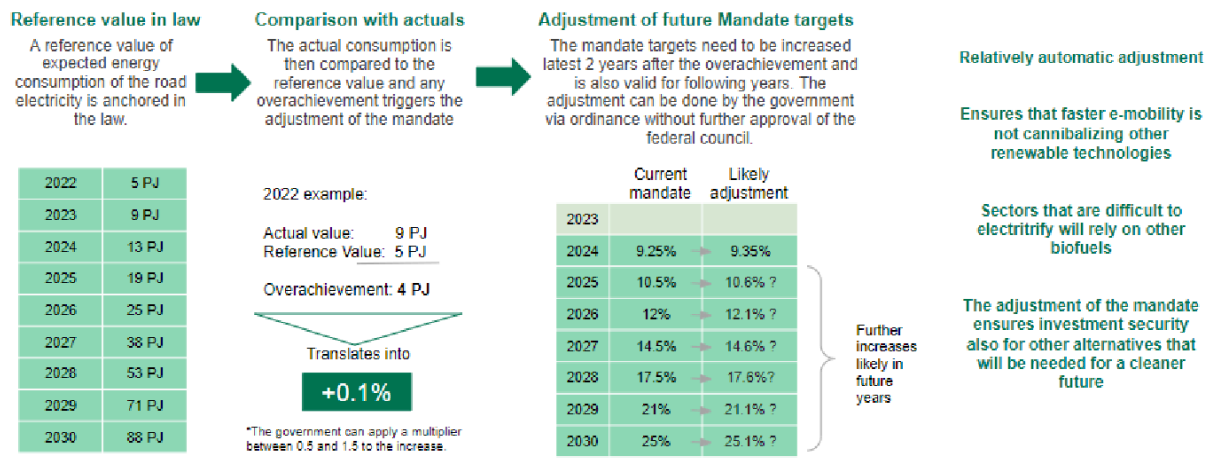 Reference value in law
A reference value of
expected energy
consumption of the road
electricity is anchored in
the law.
2022 5 PJ
2023 9 PJ
2024 13 PJ
2025 19 PJ
2026 25 PJ
2027 38 PJ
2028 53 PJ
2029 71 PJ
2030 88 PJ
Comparison with actuals
The actual consumption is
then compared to the
reference value and any
overachievement triggers the
adjustment of the mandate
2022 example:
Actual value: 9 PJ
Reference Value: 5 PJ
Overachievement: 4 PJ
Translates into
+0.1%
*The government can apply a multiplier
between 0.5 and 1.5 to the increase.
Adjustment of future Mandate targets
The mandate targets need to be increased
latest 2 years after the overachievement and
is also valid for following years. The
adjustment can be done by the government
via ordinance without further approval of the
federal council.
Current Likely
mandate adjustment
2023
2024 9.25% 9.35%
2025 10.5% 10.6% ?
2026 12% 12.1% ?
2027 14.5% 14.6% ?
2028 17.5% 17.6%?
2029 21% 21.1% ?
2030 25% 25.1% ?
Further
increases
likely in
future
years
Relatively automatic adjustment
Ensures that faster e-mobility is
not cannibalizing other
renewable technologies
Sectors that are difficult to
electritrify will rely on other
biofuels
The adjustment of the mandate
ensures investment security
also for other alternatives that
will be needed for a cleaner
future